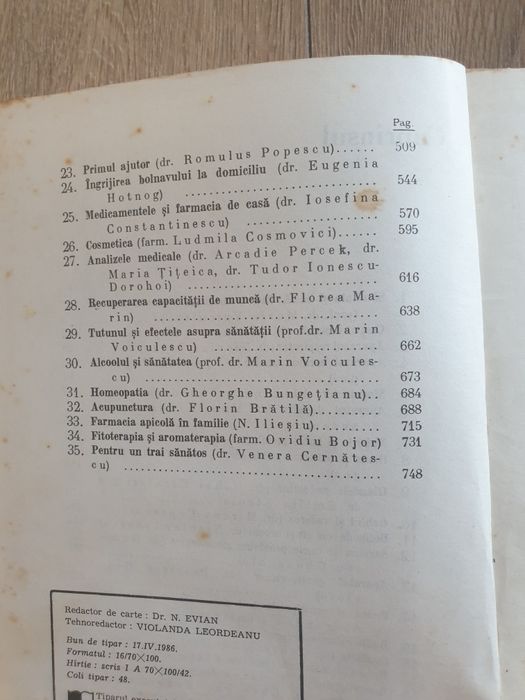 Pag.
23. Primul ajutor (dr. Romulus Popescu)...... 509
24. Îngrijirea bolnavului la domiciliu (dr. Eugenia
Hotnog) .............................. 544
25. Medicamentele și farmacia de casă (dr. Iosefina
Constantinescu) .................... 570
26. Cosmetica (farm. Ludmila Cosmovici)...... 595
27. Analizele medicale (dr. Arcadie Percek, dr.
Maria Țițeica, dr. Tudor Ionescu-
Dorohoi) .............................. 616
28. Recuperarea capacității de muncă (dr. Florea Ma-
rin) .................................. 638
29. Tutunul și efectele asupra sănătății (prof.dr. Marin
Voiculescu) .......................... 662
30. Alcoolul și sănătatea (prof. dr. Marin Voicules-
cu) .................................. 673
31. Homeopatia (dr. Gheorghe Bungețianu).. 684
32. Acupunctura (dr. Florin Brătilă).......... 688
33. Farmacia apicolă în familie (N. Ilieșiu)..... 715
34. Fitoterapia și aromaterapia (farm. Ovidiu Bojor) 731
35. Pentru un trai sănătos (dr. Venera Cernătes-
cu) .................................. 748
Redactor de carte : Dr. N. EVIAN
Tehnoredactor : VIOLANDA LEORDEANU
Bun de tipar : 17.IV.1986.
Formatul : 16/70×100.
Hîrtie : scris I A 70×100/42.
Coli tipar : 48.
Tiparul